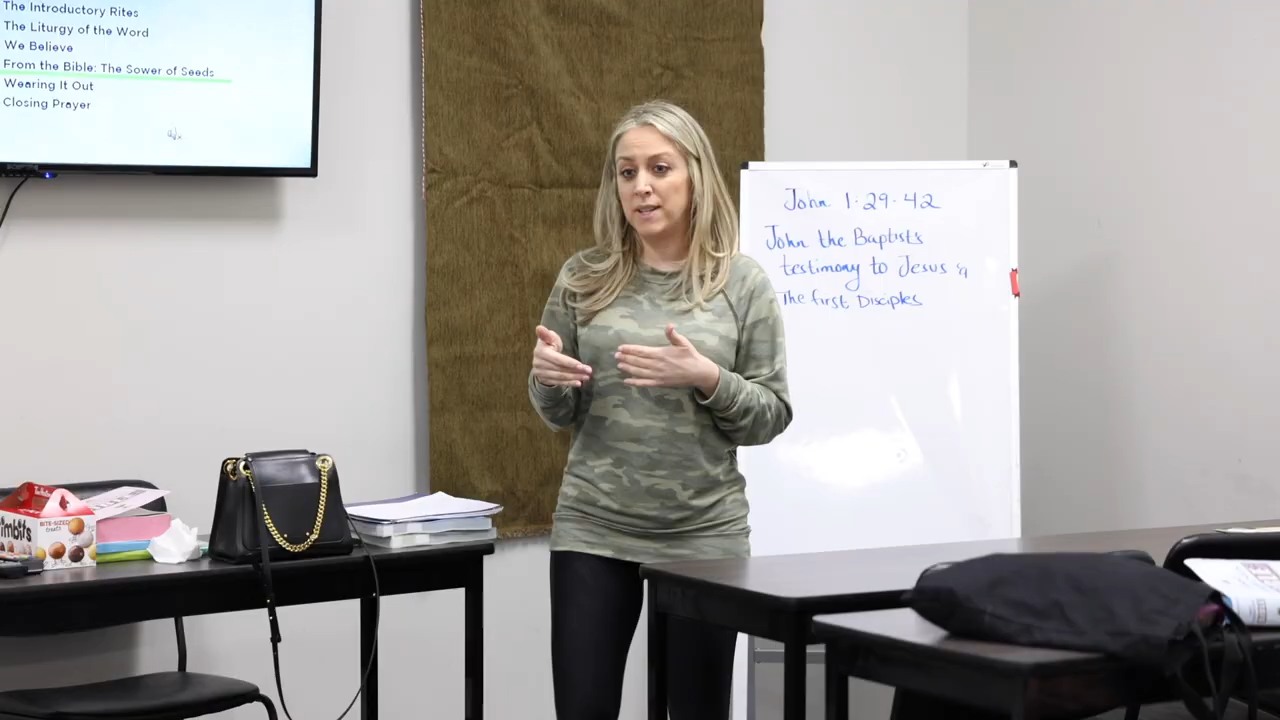 The Introductory Rites
The Liturgy of the Word
We Believe
From the Bible: The Sower of Seeds
Wearing It Out
Closing Prayer
John 1:29-42
John the Baptist's
testimony to Jesus &
The first Disciples
imbits
BITE-SIZED